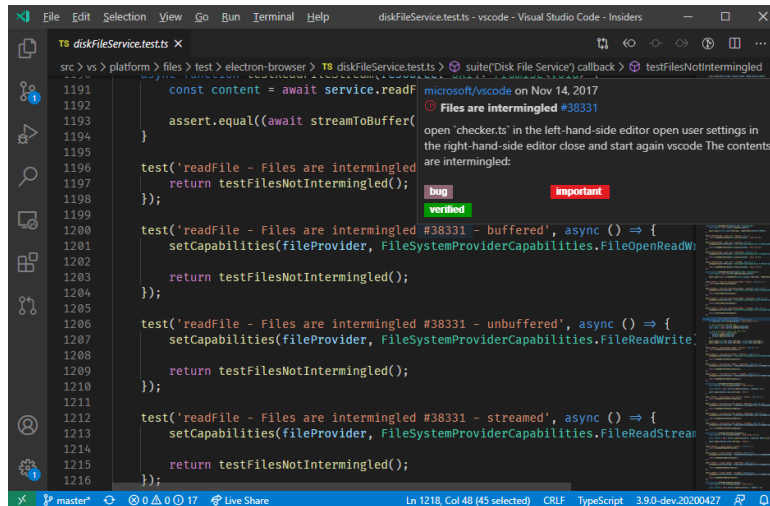 File Edit Selection View Go Run Terminal Help diskFileService.test.ts - vscode - Visual Studio Code - Insiders
TS diskFileService.test.ts
src > vs > platform > files > test > electron-browser > TS diskFileService.test.ts > suite('Disk File Service') callback > testFilesNotIntermingled
1191 const content = await service.readF
1192
1193 assert.equal((await streamToBuffer(
1194 }
1195
1196 test('readFile - Files are intermingled
1197 return testFilesNotIntermingled();
1198 });
1199
microsoft/vscode on Nov 14, 2017
Files are intermingled #38331
open `checker.ts` in the left-hand-side editor open user settings in
the right-hand-side editor close and start again vscode The contents
are intermingled:
bug important
verified
1200 test('readFile - Files are intermingled #38331 - buffered', async () => {
1201 setCapabilities(fileProvider, FileSystemProviderCapabilities.FileOpenReadWr
1202
1203 return testFilesNotIntermingled();
1204 });
1205
1206 test('readFile - Files are intermingled #38331 - unbuffered', async () => {
1207 setCapabilities(fileProvider, FileSystemProviderCapabilities.FileReadWrite)
1208
1209 return testFilesNotIntermingled();
1210 });
1211
1212 test('readFile - Files are intermingled #38331 - streamed', async () => {
1213 setCapabilities(fileProvider, FileSystemProviderCapabilities.FileReadStream
1214
1215 return testFilesNotIntermingled();
1216 });
1
1
master* 0 0 17 Live Share Ln 1218, Col 48 (45 selected) CRLF TypeScript 3.9.0-dev.20200427